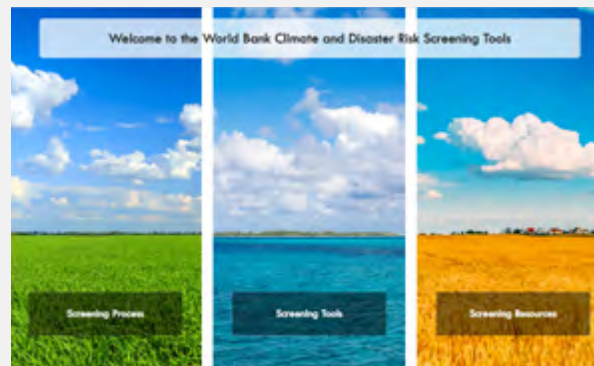 Welcome to the World Bank Climate and Disaster Risk Screening Tools
Screening Process
Screening Tools
Screening Resources